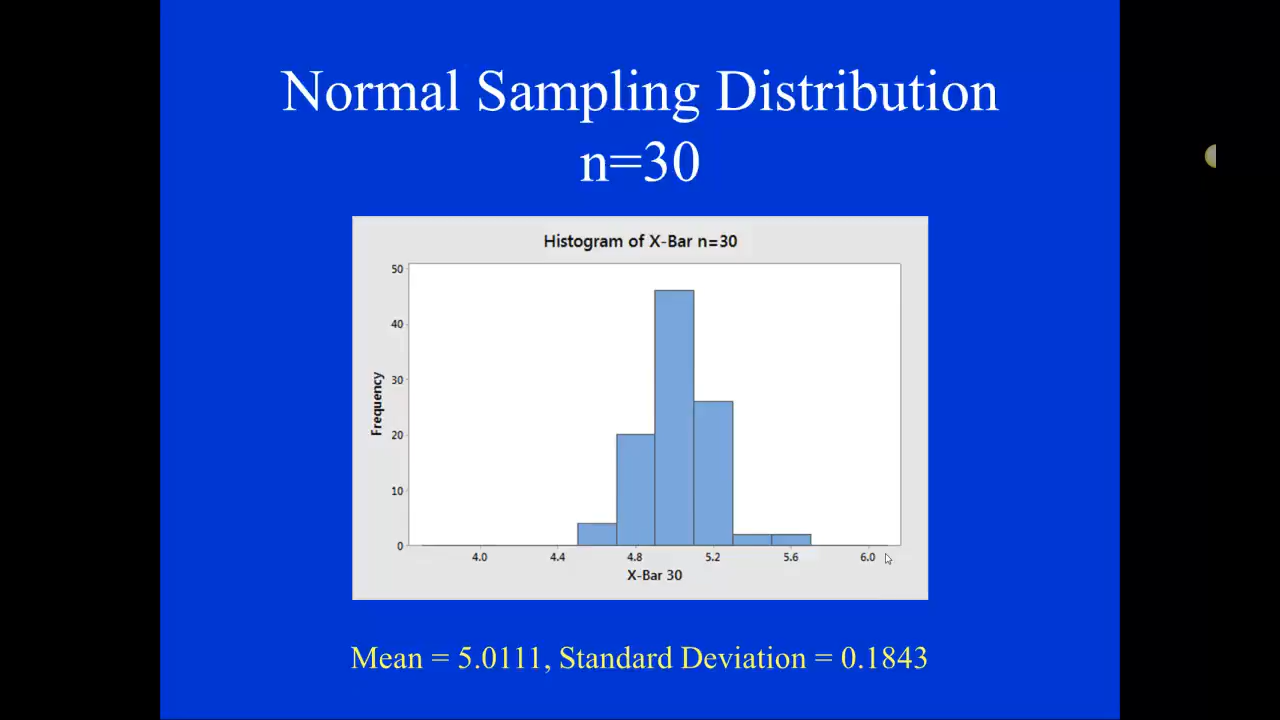 Normal Sampling Distribution
n=30
Histogram of X-Bar n=30
50
40
30
20
10
0
Frequency
4.0 4.4 4.8 5.2 5.6 6.0
X-Bar 30
Mean = 5.0111, Standard Deviation = 0.1843